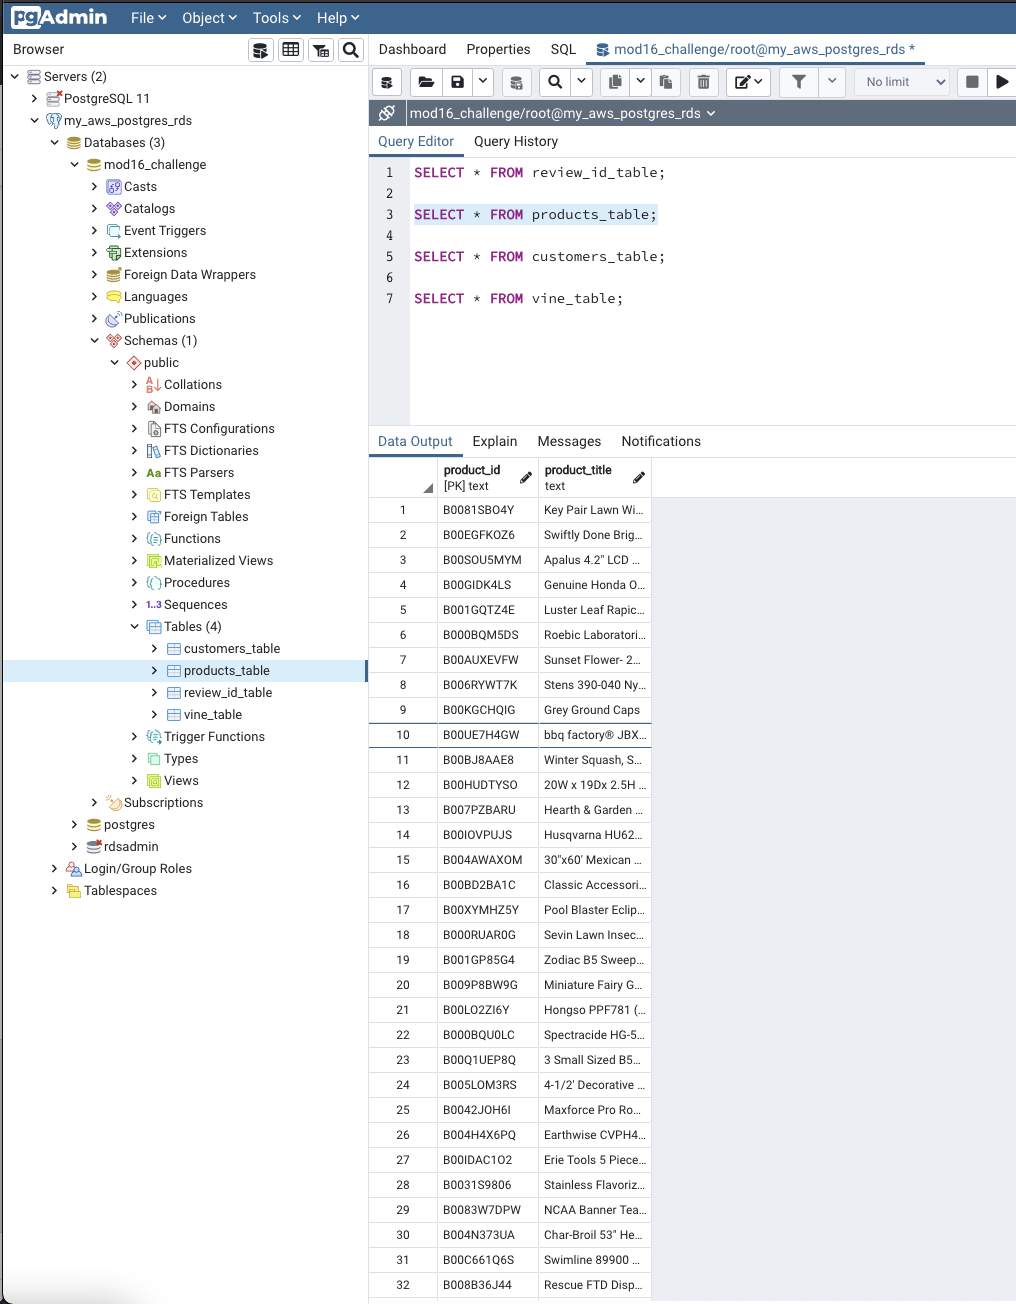 pgAdmin File Object Tools Help
Browser
Dashboard Properties SQL mod16_challenge/root@my_aws_postgres_rds *
No limit
mod16_challenge/root@my_aws_postgres_rds
Query Editor Query History
Servers (2)
PostgreSQL 11
my_aws_postgres_rds
Databases (3)
mod16_challenge
Casts
Catalogs
Event Triggers
Extensions
Foreign Data Wrappers
Languages
Publications
Schemas (1)
public
Collations
Domains
FTS Configurations
FTS Dictionaries
Aa FTS Parsers
FTS Templates
Foreign Tables
Functions
Materialized Views
Procedures
1..3 Sequences
Tables (4)
customers_table
products_table
review_id_table
vine_table
Trigger Functions
Types
Views
Subscriptions
postgres
rdsadmin
Login/Group Roles
Tablespaces
1 SELECT * FROM review_id_table;
2
3 SELECT * FROM products_table;
4
5 SELECT * FROM customers_table;
6
7 SELECT * FROM vine_table;
Data Output Explain Messages Notifications
product_id product_title
[PK] text text
1 B0081SBO4Y Key Pair Lawn Wi...
2 B00EGFKOZ6 Swiftly Done Brig...
3 B00SOU5MYM Apalus 4.2" LCD ...
4 B00GIDK4LS Genuine Honda O...
5 B001GQTZ4E Luster Leaf Rapic...
6 B000BQM5DS Roebic Laboratori...
7 B00AUXEVFW Sunset Flower- 2...
8 B006RYWT7K Stens 390-040 Ny...
9 B00KGCHQIG Grey Ground Caps
10 B00UE7H4GW bbq factory® JBX...
11 B00BJ8AAE8 Winter Squash, S...
12 B00HUDTYSO 20W x 19Dx 2.5H ...
13 B007PZBARU Hearth & Garden ...
14 B00IOVPUJS Husqvarna HU62...
15 B004AWAXOM 30"x60' Mexican ...
16 B00BD2BA1C Classic Accessori...
17 B00XYMHZ5Y Pool Blaster Eclip...
18 B000RUAR0G Sevin Lawn Insec...
19 B001GP85G4 Zodiac B5 Sweep...
20 B009P8BW9G Miniature Fairy G...
21 B00LO2ZI6Y Hongso PPF781 (...
22 B000BQU0LC Spectracide HG-5...
23 B00Q1UEP8Q 3 Small Sized B5...
24 B005LOM3RS 4-1/2' Decorative ...
25 B0042JOH6I Maxforce Pro Ro...
26 B004H4X6PQ Earthwise CVPH4...
27 B00IDAC1O2 Erie Tools 5 Piece...
28 B0031S9806 Stainless Flavoriz...
29 B0083W7DPW NCAA Banner Tea...
30 B004N373UA Char-Broil 53" He...
31 B00C661Q6S Swimline 89900 ...
32 B008B36J44 Rescue FTD Disp...